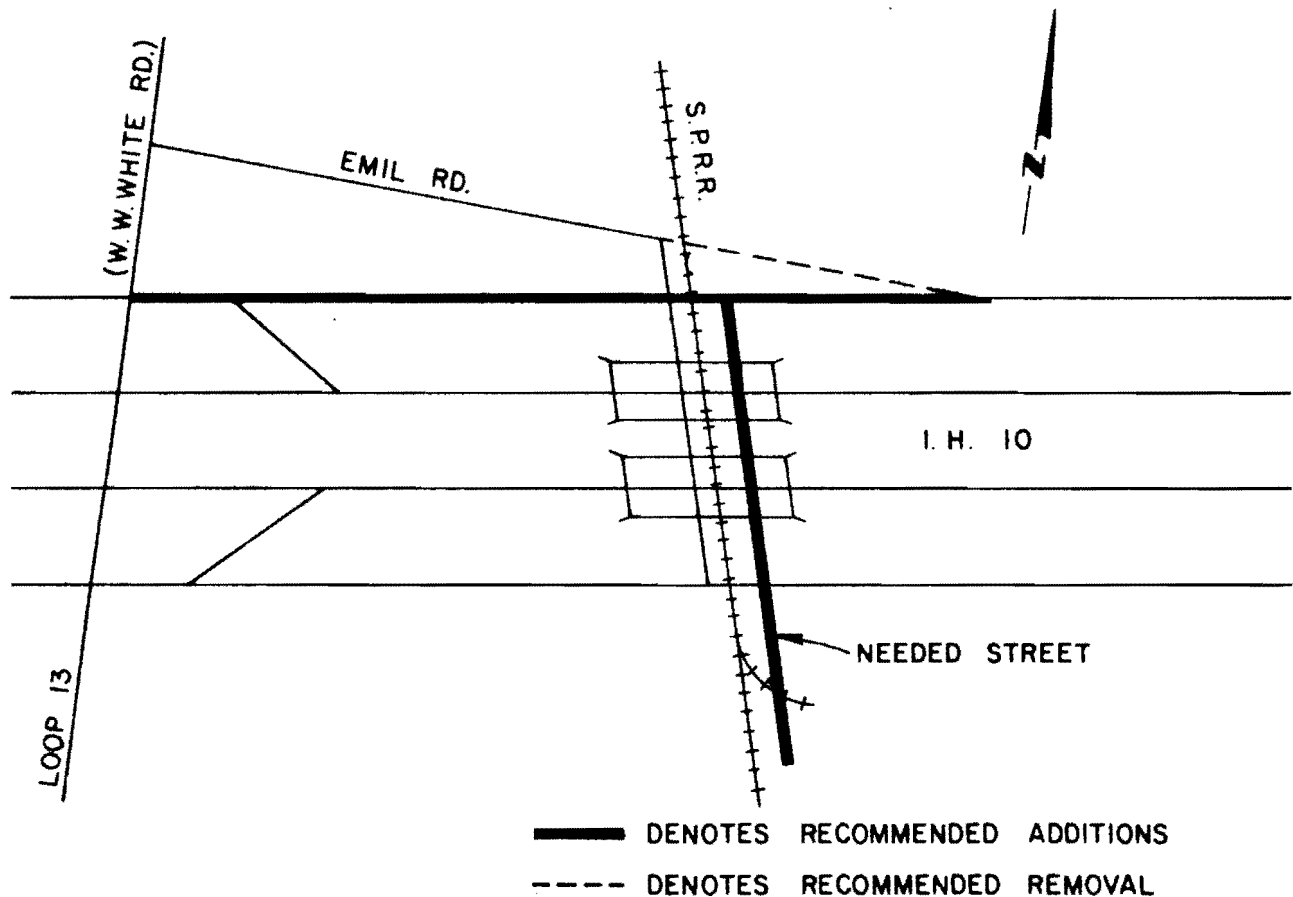 (W. W. WHITE RD.)
EMIL RD.
S.P.R.R.
N
I. H. 10
NEEDED STREET
LOOP 13
DENOTES RECOMMENDED ADDITIONS
DENOTES RECOMMENDED REMOVAL